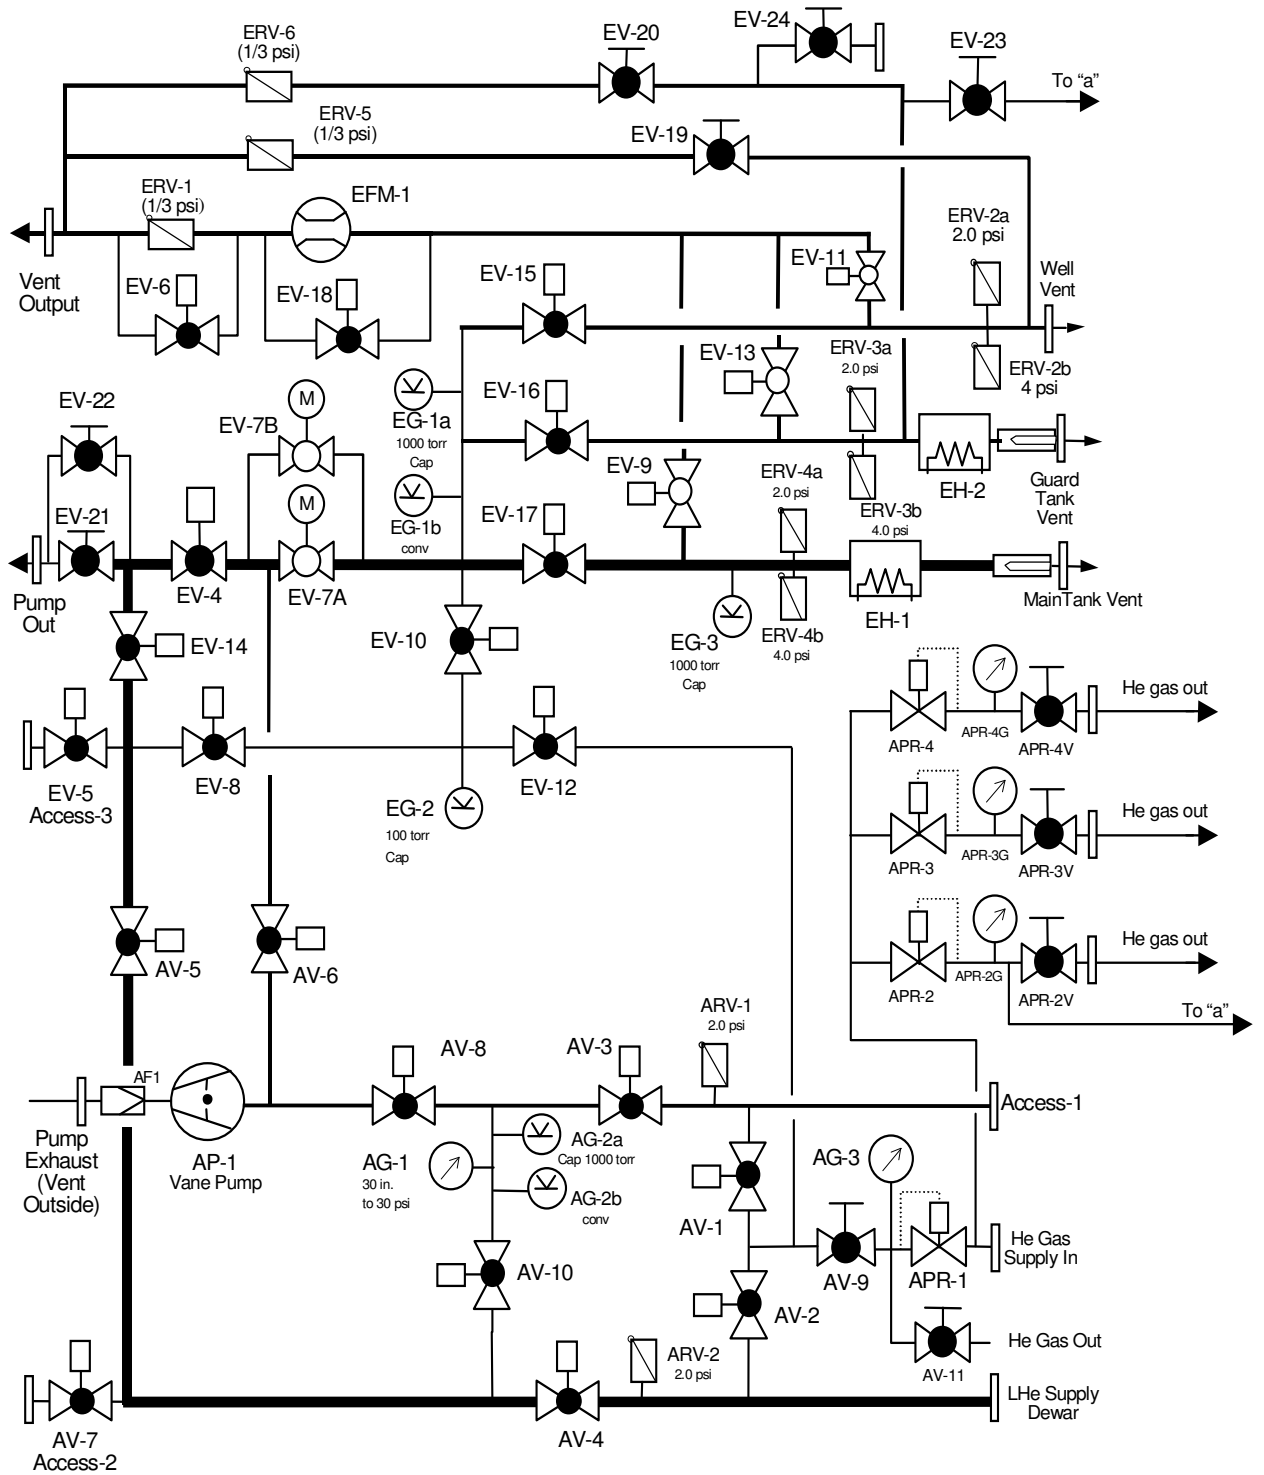 EV-24
ERV-6
(1/3 psi)
EV-20
EV-23
To “a”
ERV-5
(1/3 psi)
EV-19
ERV-1
(1/3 psi)
EFM-1
ERV-2a
2.0 psi
Vent
Output
EV-6
EV-18
EV-15
EV-11
Well
Vent
EV-13
ERV-3a
2.0 psi
ERV-2b
4 psi
EV-22
M
EV-7B
EG-1a
1000 torr
Cap
EV-16
EV-9
ERV-4a
2.0 psi
EH-2
Guard
Tank
Vent
EV-21
M
EG-1b
conv
EV-17
ERV-3b
4.0 psi
Pump
Out
EV-4
EV-7A
EH-1
MainTank Vent
EV-14
EV-10
EG-3
1000 torr
Cap
ERV-4b
4.0 psi
He gas out
APR-4
APR-4G
APR-4V
EV-5
Access-3
EV-8
EG-2
100 torr
Cap
EV-12
He gas out
APR-3
APR-3G
APR-3V
AV-5
AV-6
He gas out
APR-2
APR-2G
APR-2V
To “a”
ARV-1
2.0 psi
AV-8
AV-3
AF1
Access-1
Pump
Exhaust
(Vent
Outside)
AP-1
Vane Pump
AG-1
30 in.
to 30 psi
AG-2a
Cap 1000 torr
AG-2b
conv
AG-3
AV-1
He Gas
Supply In
AV-10
AV-9
APR-1
AV-2
He Gas Out
ARV-2
2.0 psi
AV-11
LHe Supply
Dewar
AV-7
Access-2
AV-4